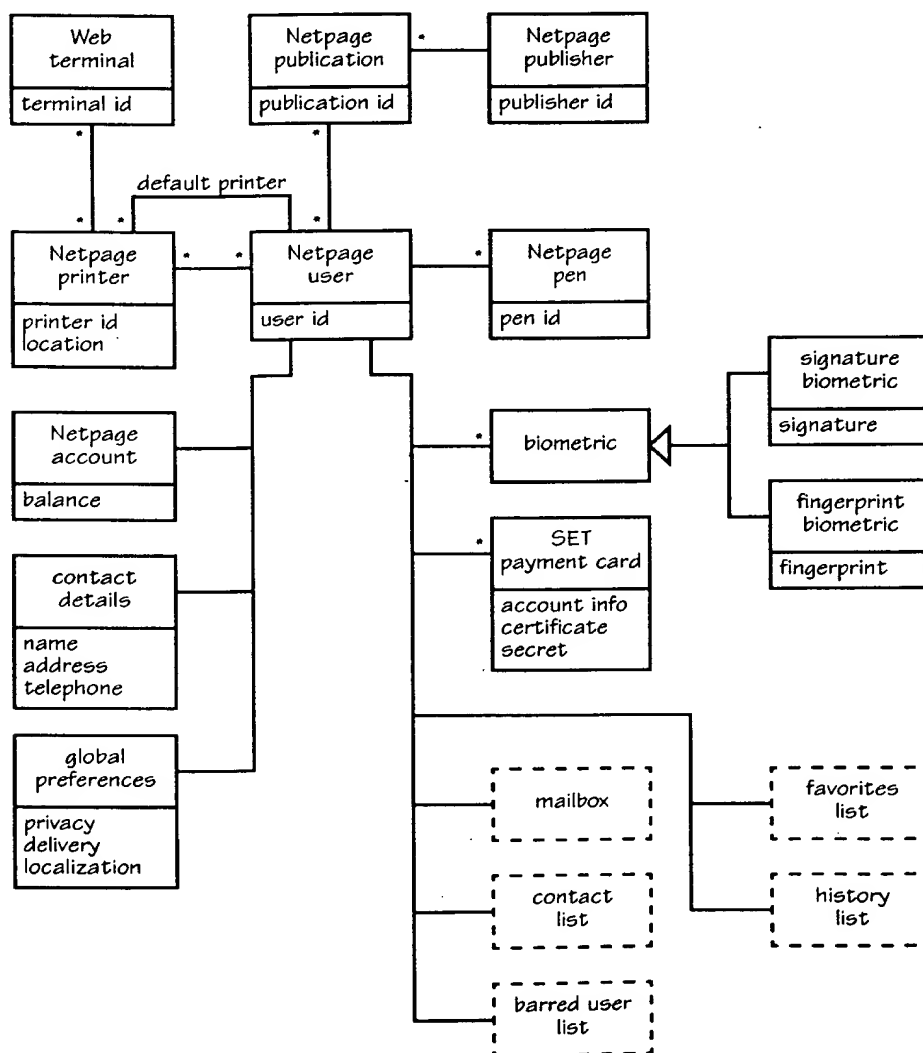 Web
terminal
terminal id
Netpage
publication
publication id
*
Netpage
publisher
publisher id
*
*
default printer
*
*
*
Netpage
printer
printer id
location
*
*
Netpage
user
user id
*
Netpage
pen
pen id
Netpage
account
balance
*
biometric
signature
biometric
signature
fingerprint
biometric
fingerprint
*
SET
payment card
account info
certificate
secret
contact
details
name
address
telephone
global
preferences
privacy
delivery
localization
mailbox
favorites
list
contact
list
history
list
barred user
list